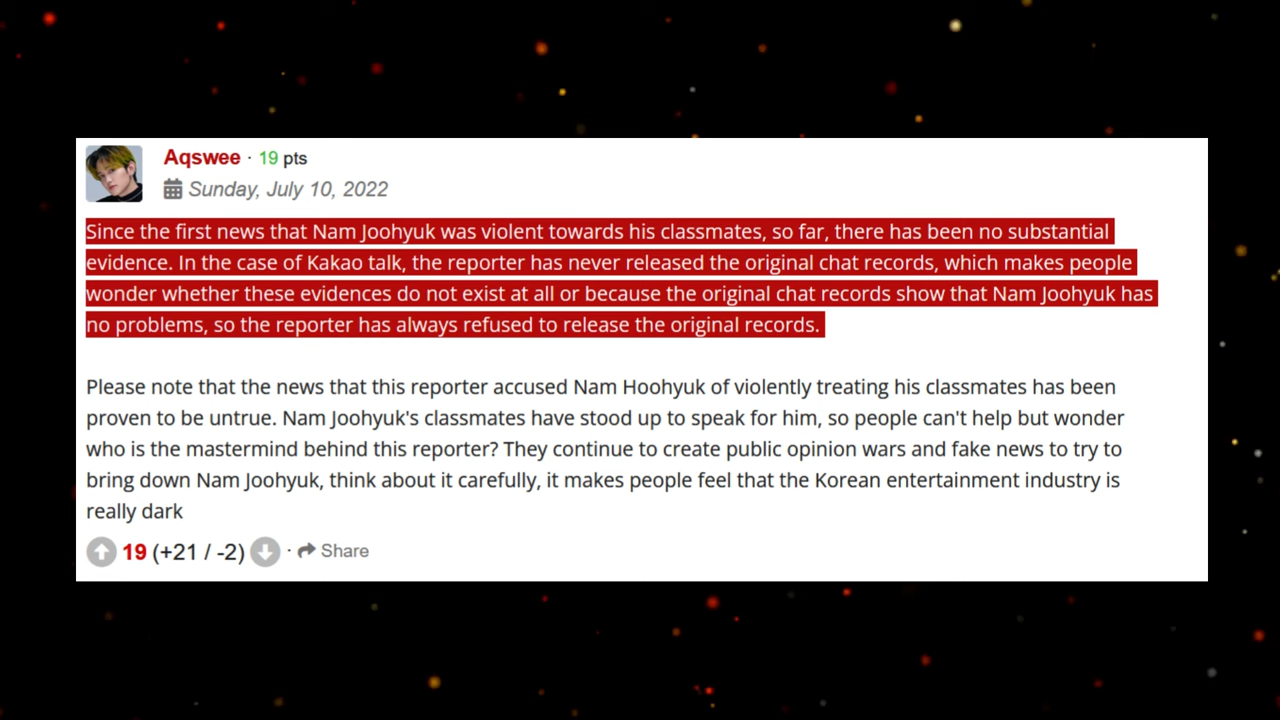 Aqswee · 19 pts
Sunday, July 10, 2022
Since the first news that Nam Joohyuk was violent towards his classmates, so far, there has been no substantial
evidence. In the case of Kakao talk, the reporter has never released the original chat records, which makes people
wonder whether these evidences do not exist at all or because the original chat records show that Nam Joohyuk has
no problems, so the reporter has always refused to release the original records.
Please note that the news that this reporter accused Nam Hoohyuk of violently treating his classmates has been
proven to be untrue. Nam Joohyuk's classmates have stood up to speak for him, so people can't help but wonder
who is the mastermind behind this reporter? They continue to create public opinion wars and fake news to try to
bring down Nam Joohyuk, think about it carefully, it makes people feel that the Korean entertainment industry is
really dark
19 (+21 / -2) · Share